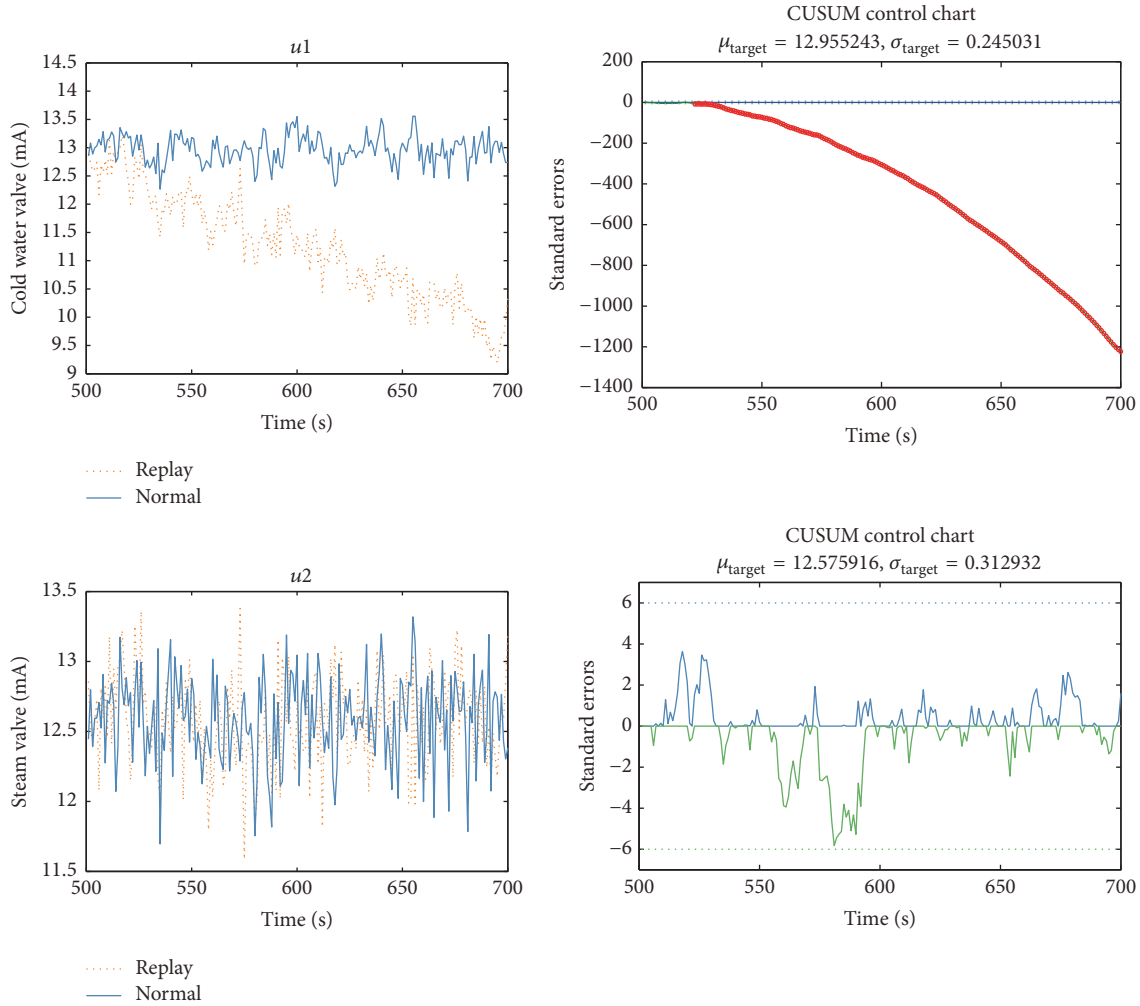 u1
14.5
14
13.5
13
12.5
12
11.5
11
10.5
10
9.5
9
Cold water valve (mA)
500
550
600
650
700
Time (s)
Replay
Normal
CUSUM control chart
μtarget = 12.955243, σtarget = 0.245031
200
0
−200
−400
−600
−800
−1000
−1200
−1400
Standard errors
500
550
600
650
700
Time (s)
u2
13.5
13
12.5
12
11.5
Steam valve (mA)
500
550
600
650
700
Time (s)
Replay
Normal
CUSUM control chart
μtarget = 12.575916, σtarget = 0.312932
6
4
2
0
−2
−4
−6
Standard errors
500
550
600
650
700
Time (s)